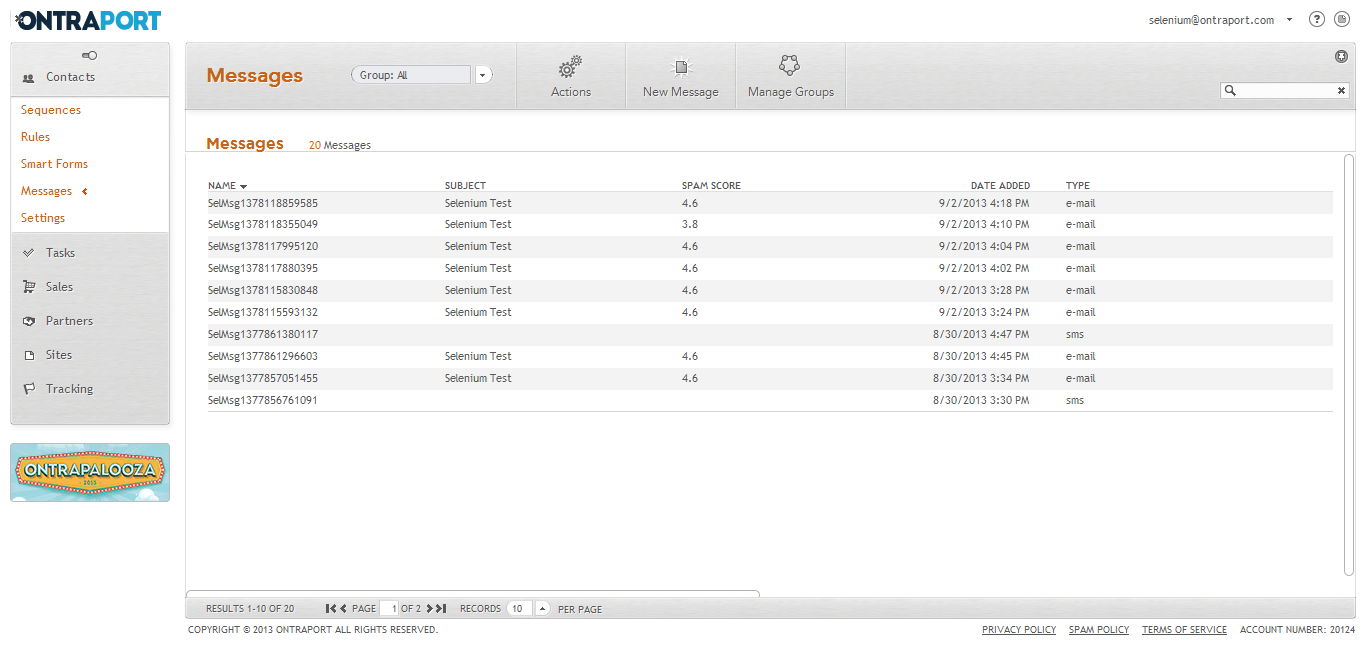 ONTRAPORT
selenium@ontraport.com ?
Contacts
Sequences
Rules
Smart Forms
Messages
Settings
Tasks
Sales
Partners
Sites
Tracking
ONTRAPALOOZA
2013
Messages Group: All Actions New Message Manage Groups
Messages 20 Messages
NAME SUBJECT SPAM SCORE DATE ADDED TYPE
SelMsg1378118859585 Selenium Test 4.6 9/2/2013 4:18 PM e-mail
SelMsg1378118355049 Selenium Test 3.8 9/2/2013 4:10 PM e-mail
SelMsg1378117995120 Selenium Test 4.6 9/2/2013 4:04 PM e-mail
SelMsg1378117880395 Selenium Test 4.6 9/2/2013 4:02 PM e-mail
SelMsg1378115830848 Selenium Test 4.6 9/2/2013 3:28 PM e-mail
SelMsg1378115593132 Selenium Test 4.6 9/2/2013 3:24 PM e-mail
SelMsg1377861380117 8/30/2013 4:47 PM sms
SelMsg1377861296603 Selenium Test 4.6 8/30/2013 4:45 PM e-mail
SelMsg1377857051455 Selenium Test 4.6 8/30/2013 3:34 PM e-mail
SelMsg1377856761091 8/30/2013 3:30 PM sms
RESULTS 1-10 OF 20 PAGE 1 OF 2 RECORDS 10 PER PAGE
COPYRIGHT © 2013 ONTRAPORT ALL RIGHTS RESERVED. PRIVACY POLICY SPAM POLICY TERMS OF SERVICE ACCOUNT NUMBER: 20124